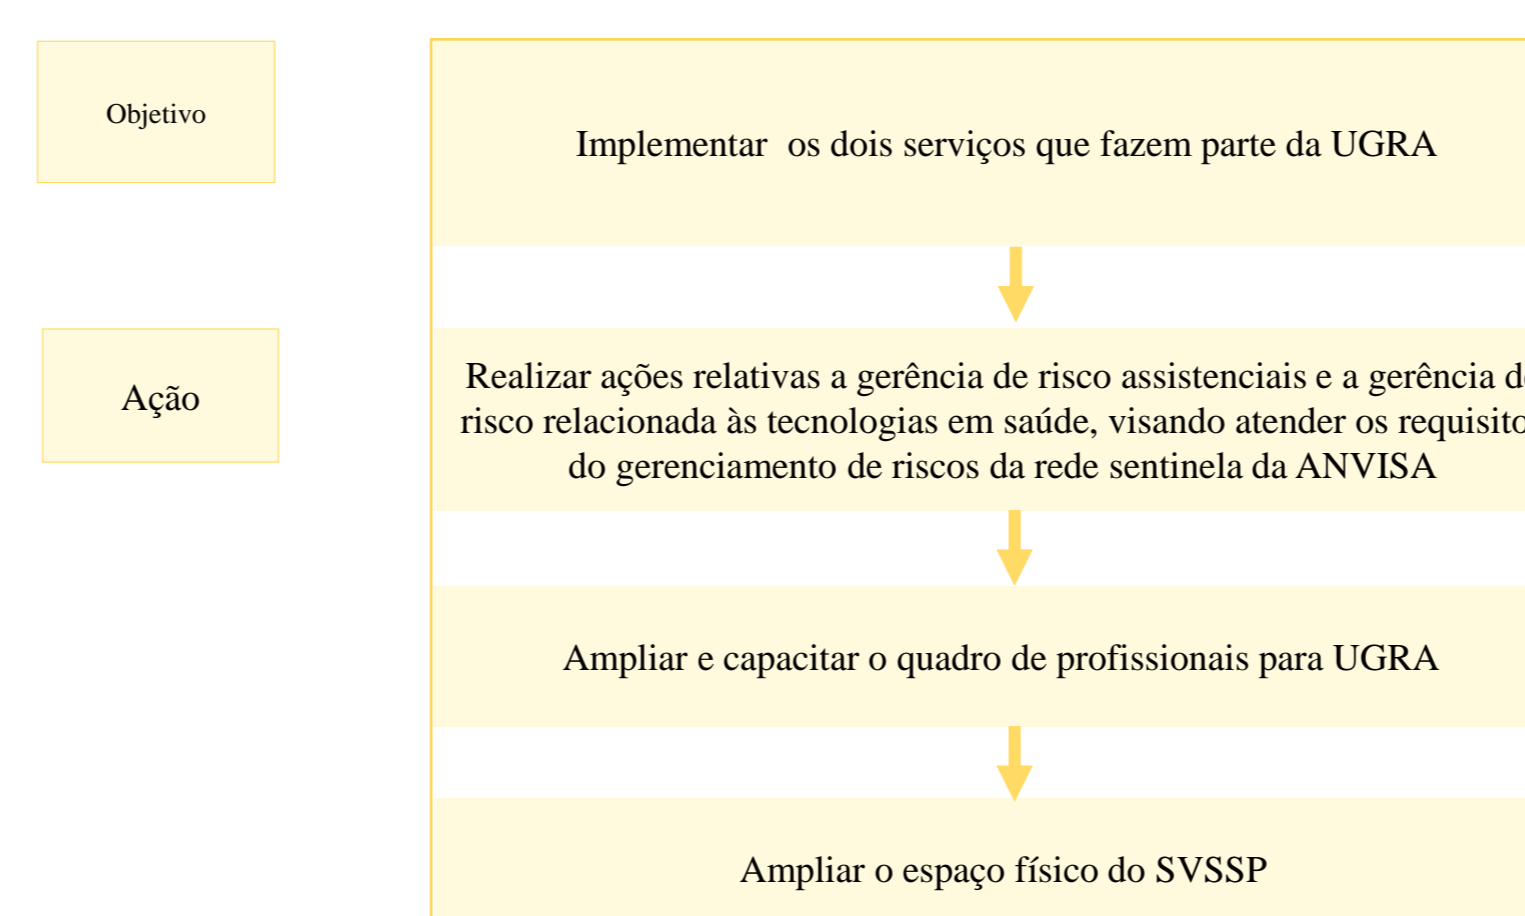 Objetivo
Implementar  os dois serviços que fazem parte da UGRA
Ação
Realizar ações relativas a gerência de risco assistenciais e a gerência
risco relacionada às tecnologias em saúde, visando atender os
do gerenciamento de riscos da rede sentinela da ANVISA
Ampliar e capacitar o quadro de profissionais para UGRA
Ampliar o espaço físico do SVSSP